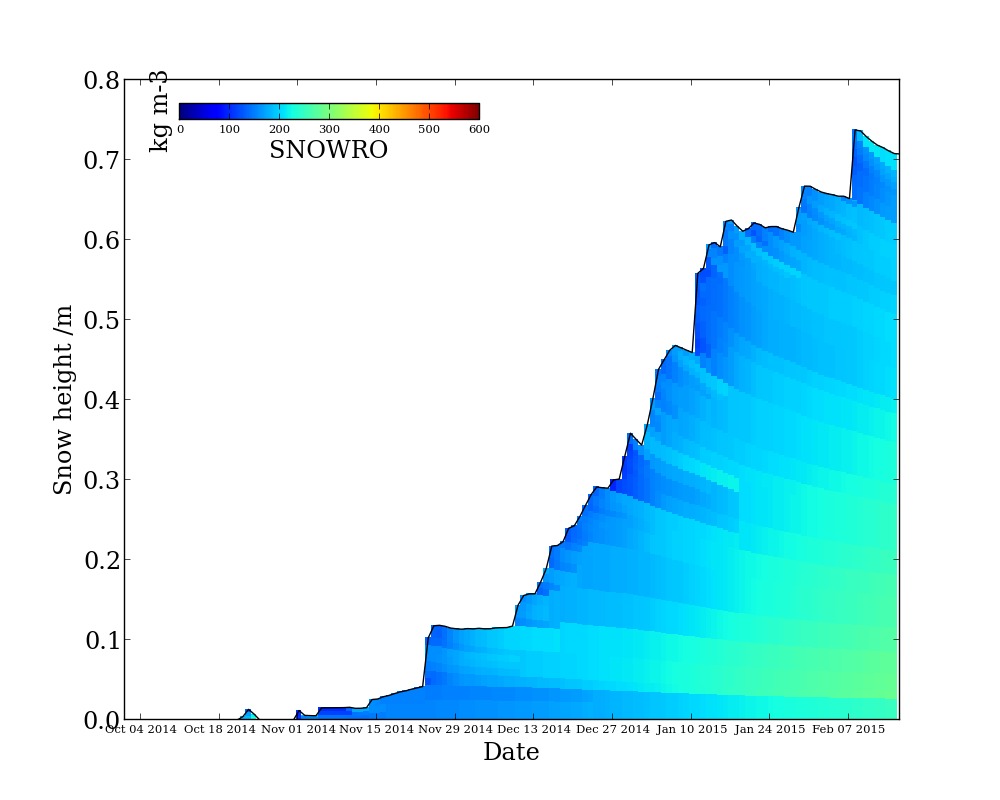 0.8
0.7
0.6
0.5
0.4
0.3
0.2
0.1
0.0
Snow height /m
kg m-3
0 100 200 300 400 500 600
SNOWRO
Oct 04 2014 Oct 18 2014 Nov 01 2014 Nov 15 2014 Nov 29 2014 Dec 13 2014 Dec 27 2014 Jan 10 2015 Jan 24 2015 Feb 07 2015
Date